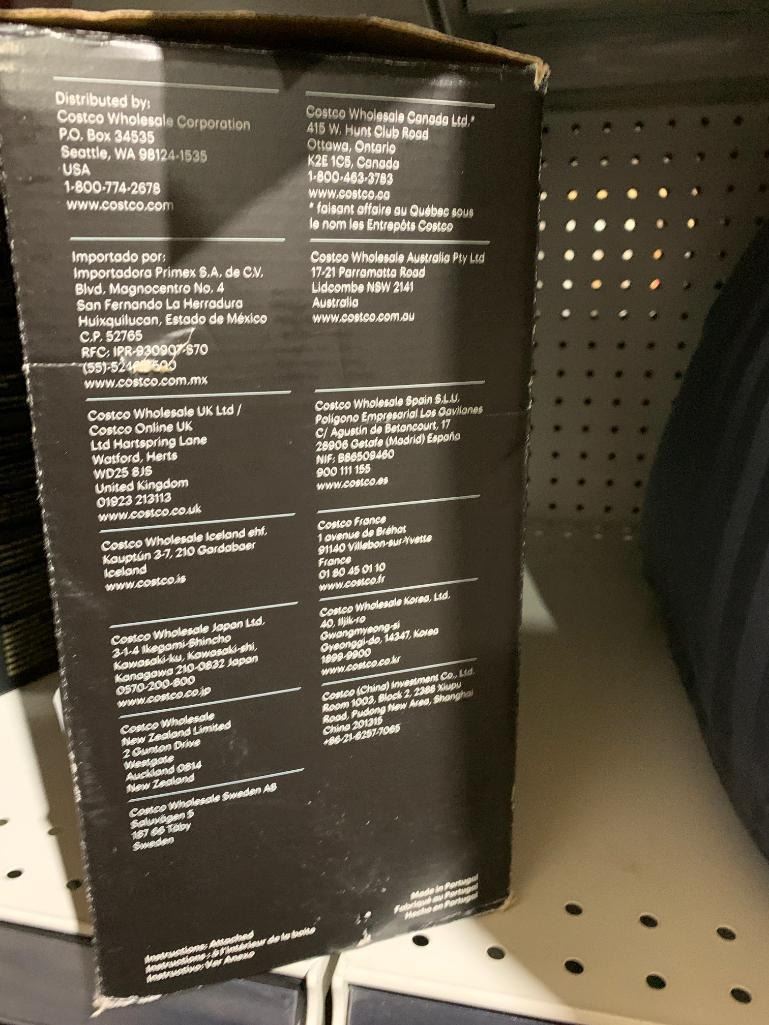 Distributed by:
Costco Wholesale Corporation
P.O. Box 34535
Seattle, WA 98124-1535
USA
1-800-774-2678
www.costco.com
Costco Wholesale Canada Ltd.*
415 W. Hunt Club Road
Ottawa, Ontario
K2E 1C5, Canada
1-800-463-3783
www.costco.ca
* faisant affaire au Québec sous
le nom les Entrepôts Costco
Importado por:
Importadora Primex S.A. de C.V.
Blvd. Magnocentro No. 4
San Fernando La Herradura
Huixquilucan, Estado de México
C.P. 52765
RFC: IPR-930907-S70
www.costco.com.mx
Costco Wholesale Australia Pty Ltd
17-21 Parramatta Road
Lidcombe NSW 2141
Australia
www.costco.com.au
Costco Wholesale UK Ltd /
Costco Online UK
Ltd Hartspring Lane
Watford, Herts
WD25 8JS
United Kingdom
01923 213113
www.costco.co.uk
Costco Wholesale Spain S.L.U.
Polígono Empresarial Los Gavilanes
C/ Agustín de Betancourt, 17
28906 Getafe (Madrid) España
NIF: B86509460
900 111 155
www.costco.es
Costco Wholesale Iceland ehf.
Kauptún 3-7, 210 Gardabaer
Iceland
www.costco.is
Costco France
1 avenue de Bréhat
91140 Villebon-sur-Yvette
France
01 80 45 01 10
www.costco.fr
Costco Wholesale Japan Ltd.
3-1-4 Ikegami-Shincho
Kawasaki-ku, Kawasaki-shi,
Kanagawa 210-0832 Japan
0570-200-800
www.costco.co.jp
Costco Wholesale Korea, Ltd.
40, Iljik-ro
Gwangmyeong-si
Gyeonggi-do, 14347, Korea
1899-9900
www.costco.co.kr
Costco Wholesale
New Zealand Limited
2 Gunton Drive
Westgate
Auckland 0814
New Zealand
Costco (China) Investment Co., Ltd.
Room 1003, Block 2, 2388 Xiupu
Road, Pudong New Area, Shanghai
China 201315
+86-21-6257-7065
Costco Wholesale Sweden AB
Saluvägen 5
187 66 Täby
Sweden
Made in Portugal
Fabriqué au Portugal
Hecho en Portugal
Instructions: Attached
Instructions : à l'intérieur de la boîte
Instructivo: Ver Anexo